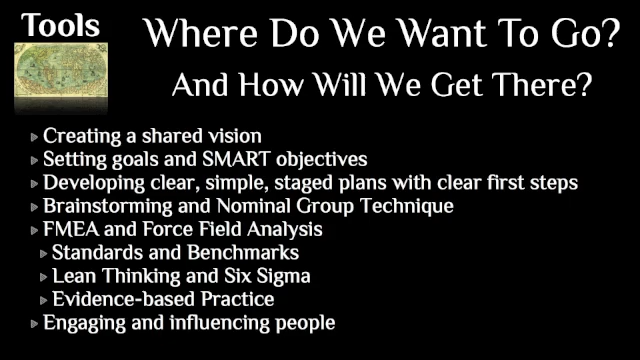 Tools
Where Do We Want To Go?
And How Will We Get There?
Creating a shared vision
Setting goals and SMART objectives
Developing clear, simple, staged plans with clear first steps
Brainstorming and Nominal Group Technique
FMEA and Force Field Analysis
Standards and Benchmarks
Lean Thinking and Six Sigma
Evidence-based Practice
Engaging and influencing people